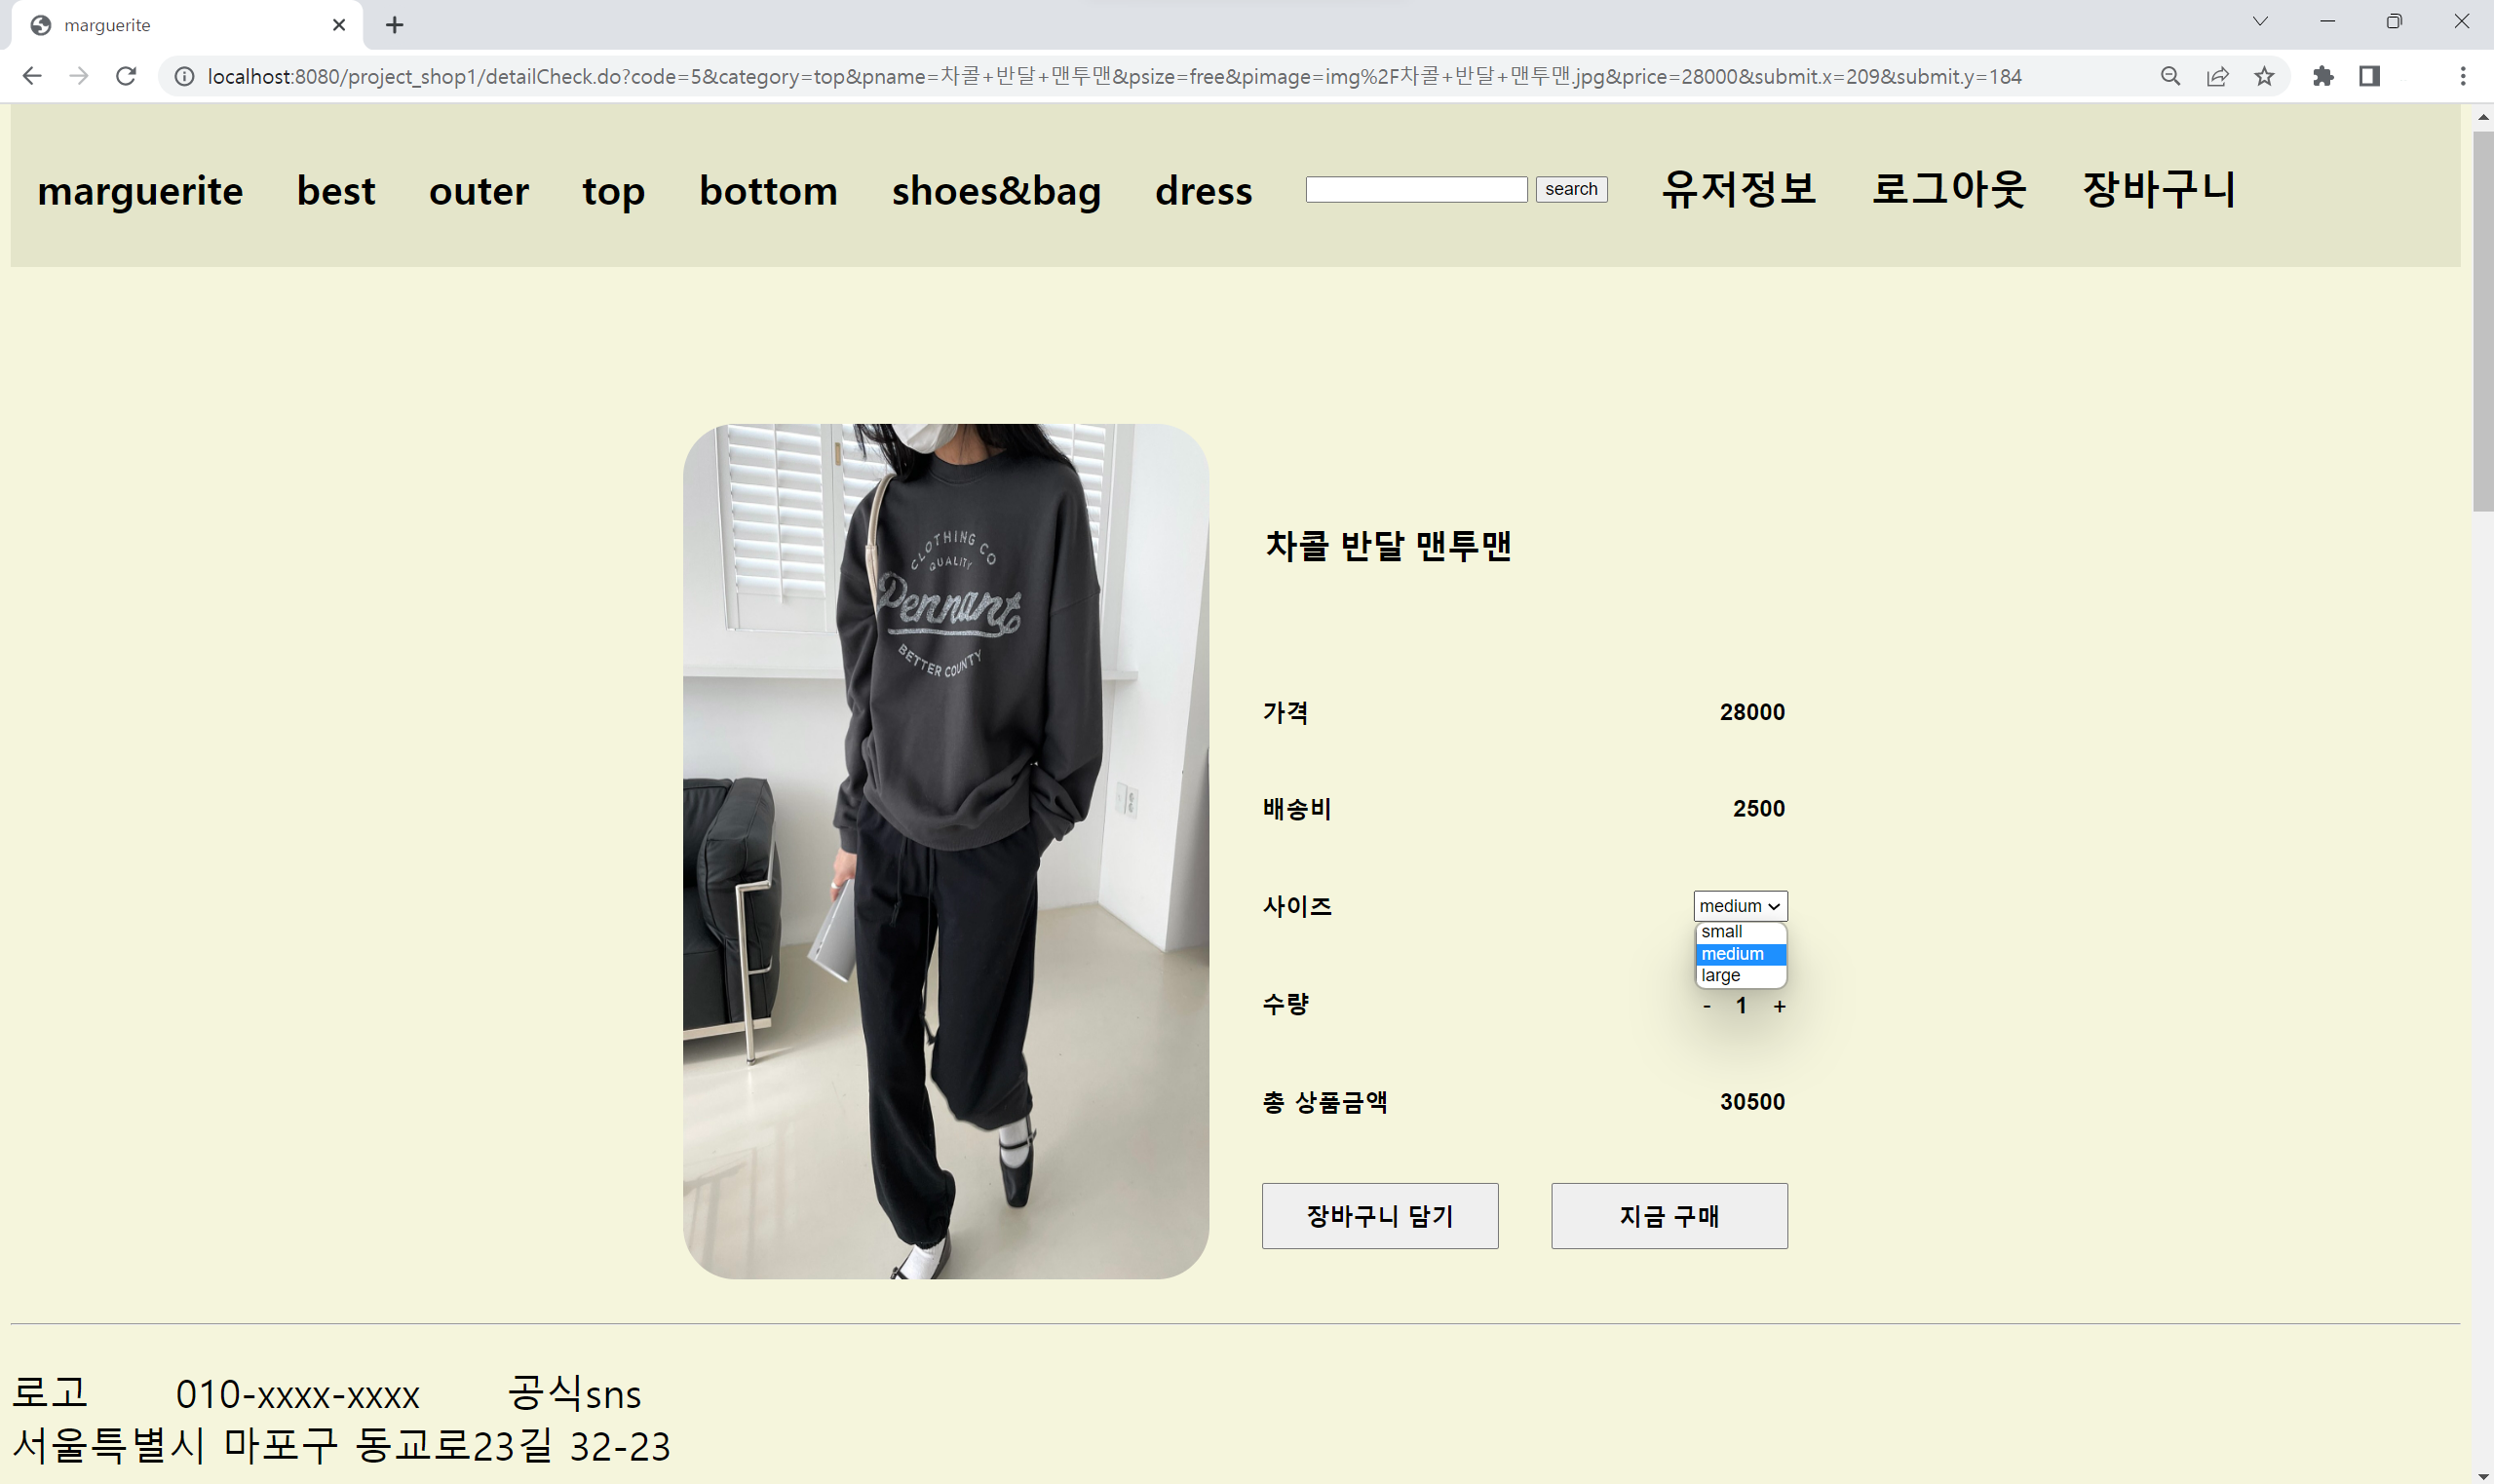 marguerite
localhost:8080/project_shop1/detailCheck.do?code=5&category=top&pname=차콜+반달+맨투맨&psize=free&pimage=img%2F차콜+반달+맨투맨.jpg&price=28000&submit.x=209&submit.y=184
marguerite best outer top bottom shoes&bag dress search 유저정보 로그아웃 장바구니
CLOTHING CO
QUALITY
Pennant
BETTER COUNTY
차콜 반달 맨투맨
가격 28000
배송비 2500
사이즈 medium
small
medium
large
수량 - 1 +
총 상품금액 30500
장바구니 담기 지금 구매
로고 010-xxxx-xxxx 공식sns
서울특별시 마포구 동교로23길 32-23